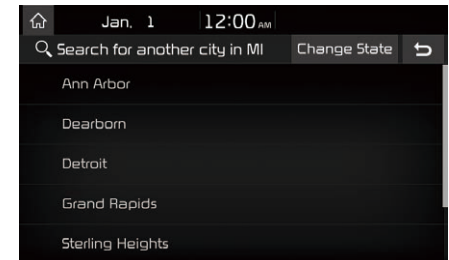 Jan. 1 12:00 AM
Search for another city in MI Change State
Ann Arbor
Dearborn
Detroit
Grand Rapids
Sterling Heights